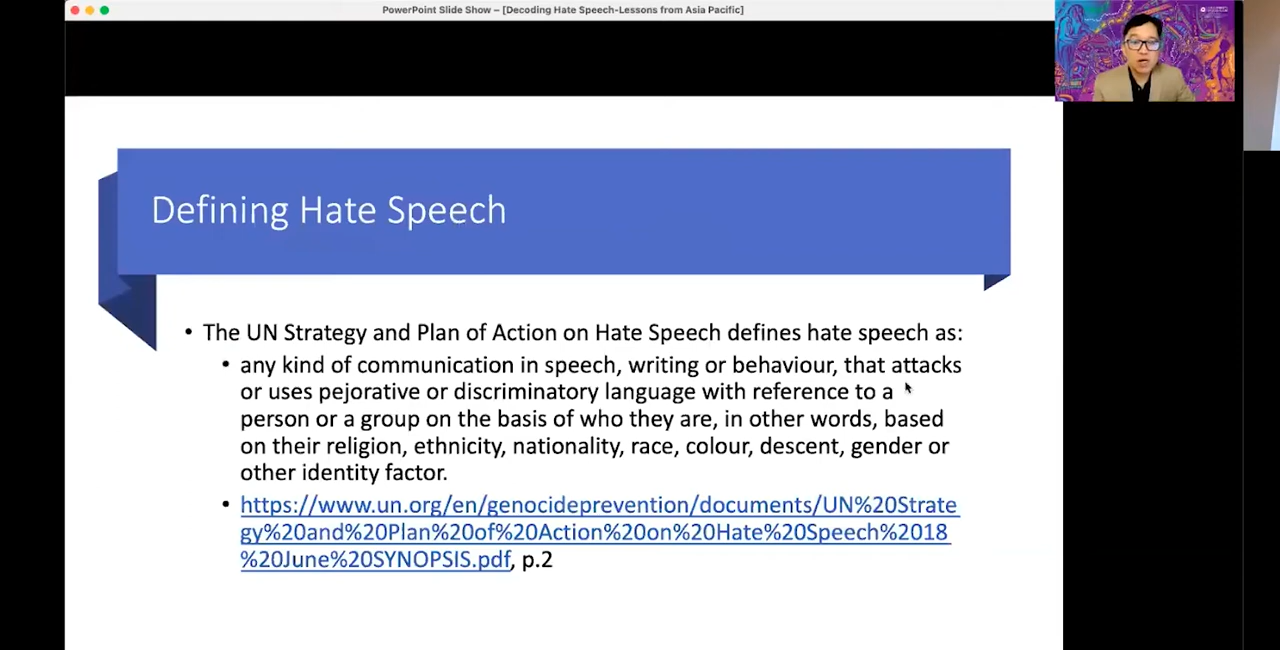 PowerPoint Slide Show – [Decoding Hate Speech-Lessons from Asia Pacific]
Defining Hate Speech
• The UN Strategy and Plan of Action on Hate Speech defines hate speech as:
• any kind of communication in speech, writing or behaviour, that attacks
or uses pejorative or discriminatory language with reference to a
person or a group on the basis of who they are, in other words, based
on their religion, ethnicity, nationality, race, colour, descent, gender or
other identity factor.
• https://www.un.org/en/genocideprevention/documents/UN%20Strate
gy%20and%20Plan%20of%20Action%20on%20Hate%20Speech%2018
%20June%20SYNOPSIS.pdf, p.2